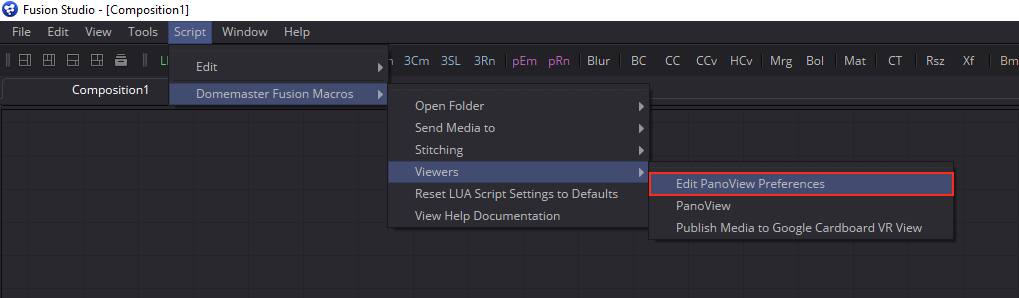 Fusion Studio - [Composition1]
File Edit View Tools Script Window Help
3Cm 3SL 3Rn pEm pRn Blur BC CC CCv HCv Mrg Bol Mat CT Rsz Xf Bm
Edit
Composition1
Domemaster Fusion Macros
Open Folder
Send Media to
Stitching
Viewers
Edit PanoView Preferences
Reset LUA Script Settings to Defaults
PanoView
View Help Documentation
Publish Media to Google Cardboard VR View